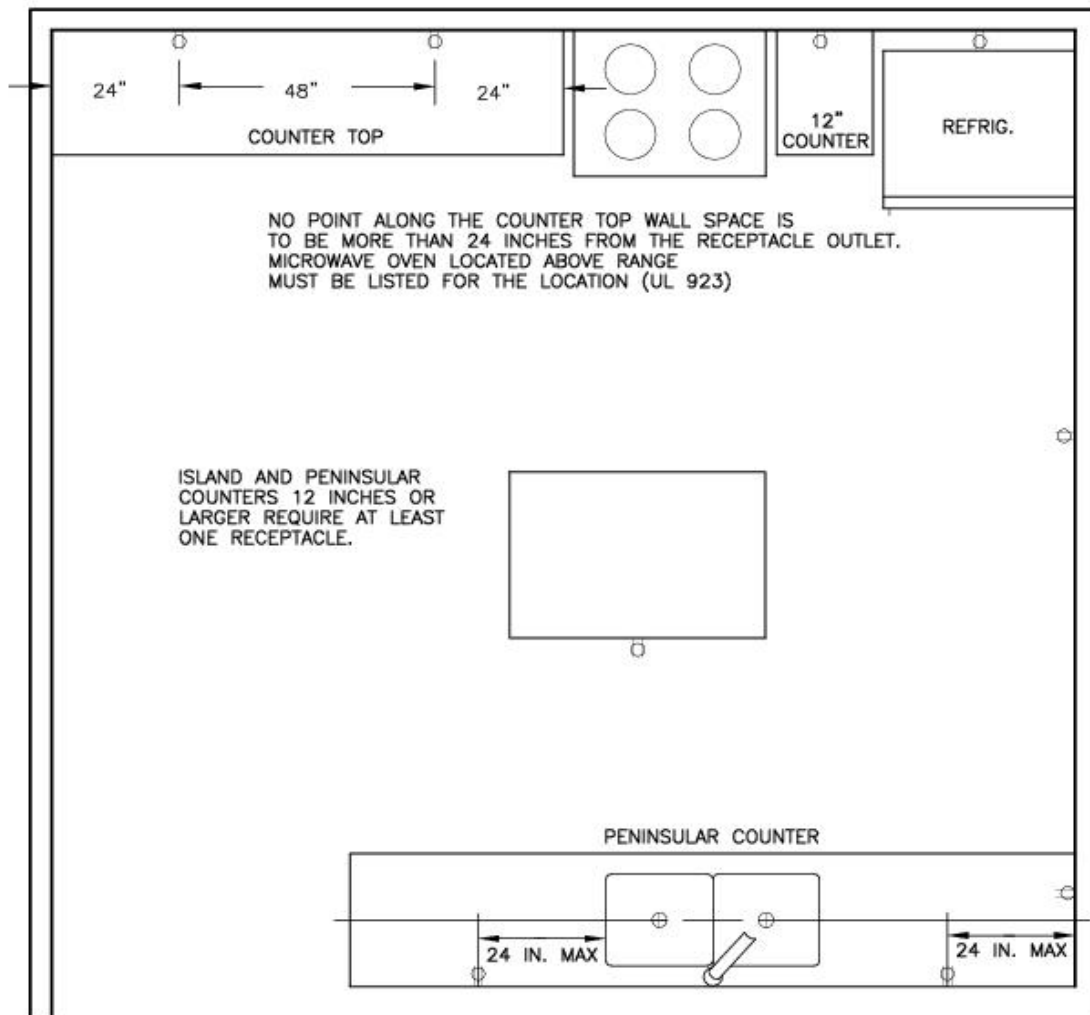 24"
48"
24"
COUNTER TOP
12"
COUNTER
REFRIG.
NO POINT ALONG THE COUNTER TOP WALL SPACE IS
TO BE MORE THAN 24 INCHES FROM THE RECEPTACLE OUTLET.
MICROWAVE OVEN LOCATED ABOVE RANGE
MUST BE LISTED FOR THE LOCATION (UL 923)
ISLAND AND PENINSULAR
COUNTERS 12 INCHES OR
LARGER REQUIRE AT LEAST
ONE RECEPTACLE.
PENINSULAR COUNTER
24 IN. MAX
24 IN. MAX